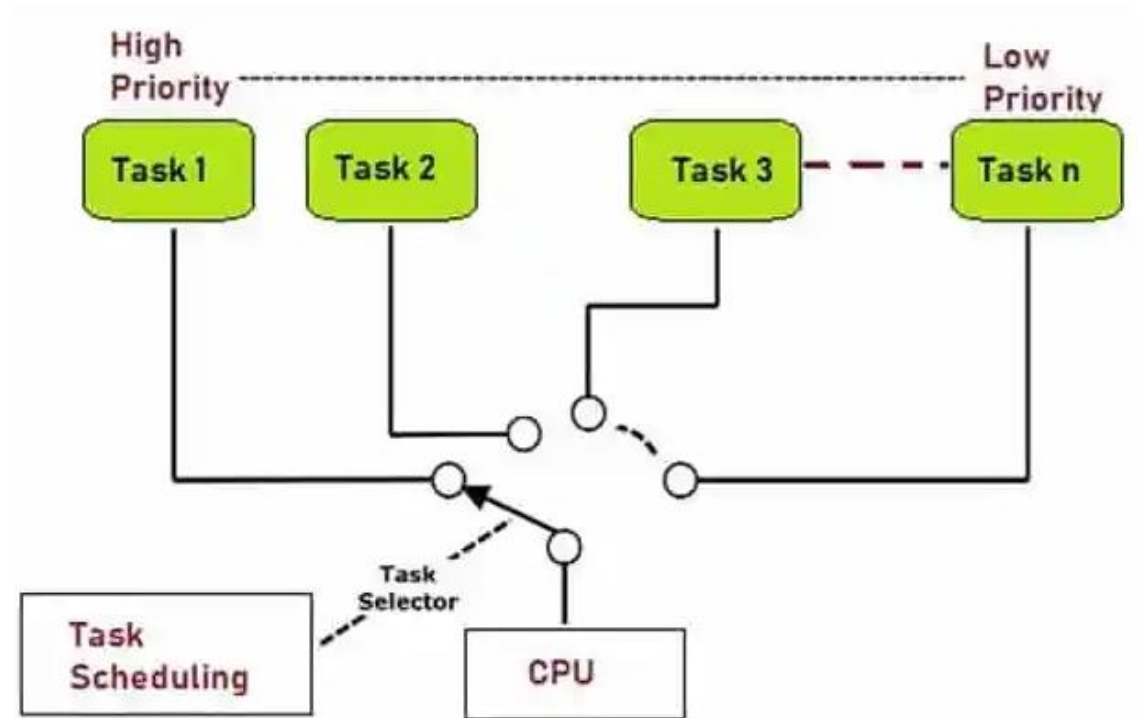 High
Priority
Low
Priority
Task 1
Task 2
Task 3
Task n
Task
Selector
Task
Scheduling
CPU